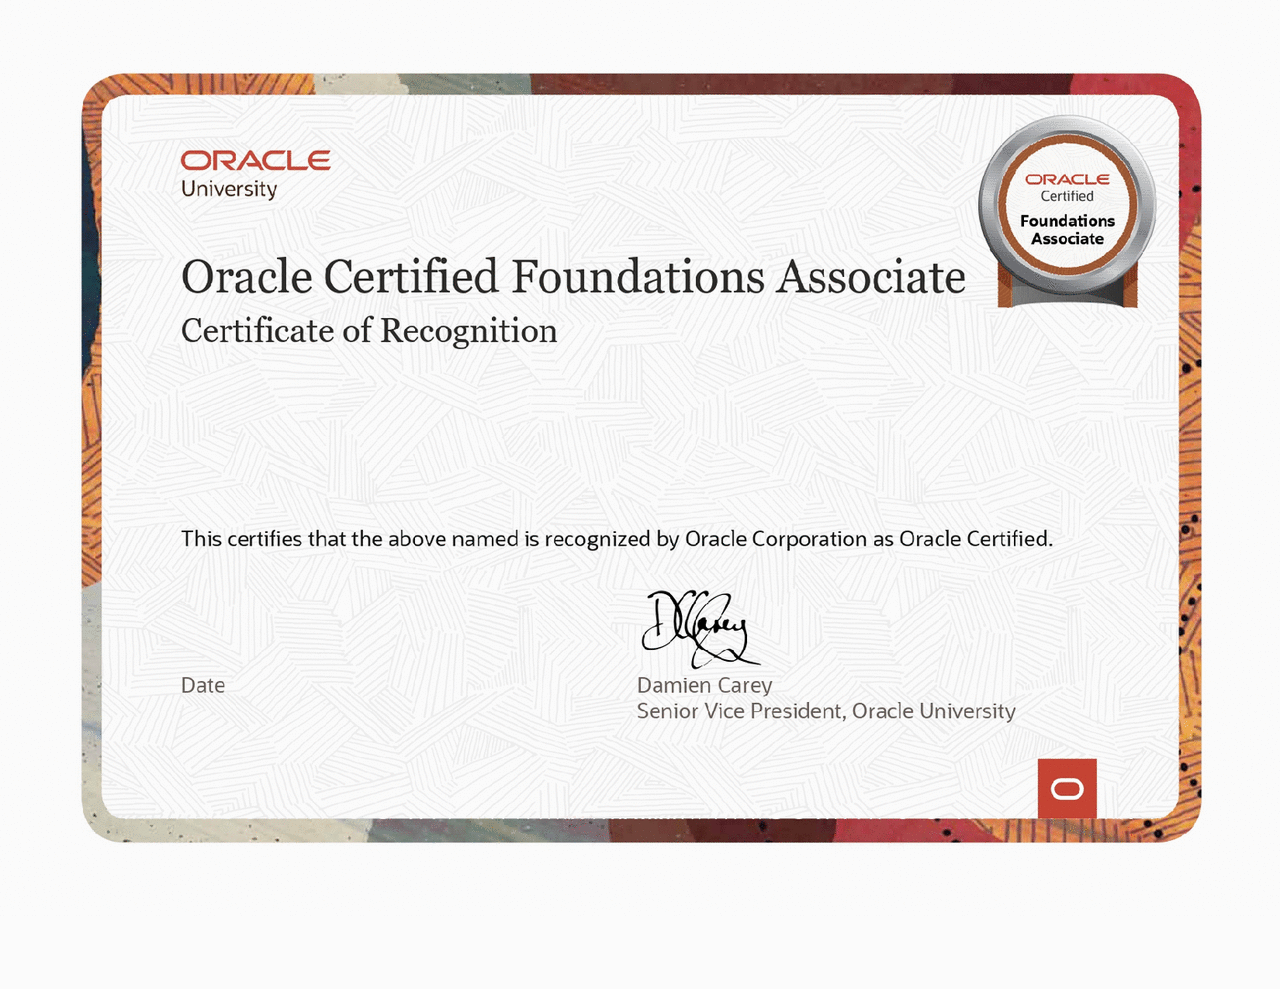 ORACLE
University
ORACLE
Certified
Foundations
Associate
Oracle Certified Foundations Associate
Certificate of Recognition
This certifies that the above named is recognized by Oracle Corporation as Oracle Certified.
DCarey
Date
Damien Carey
Senior Vice President, Oracle University